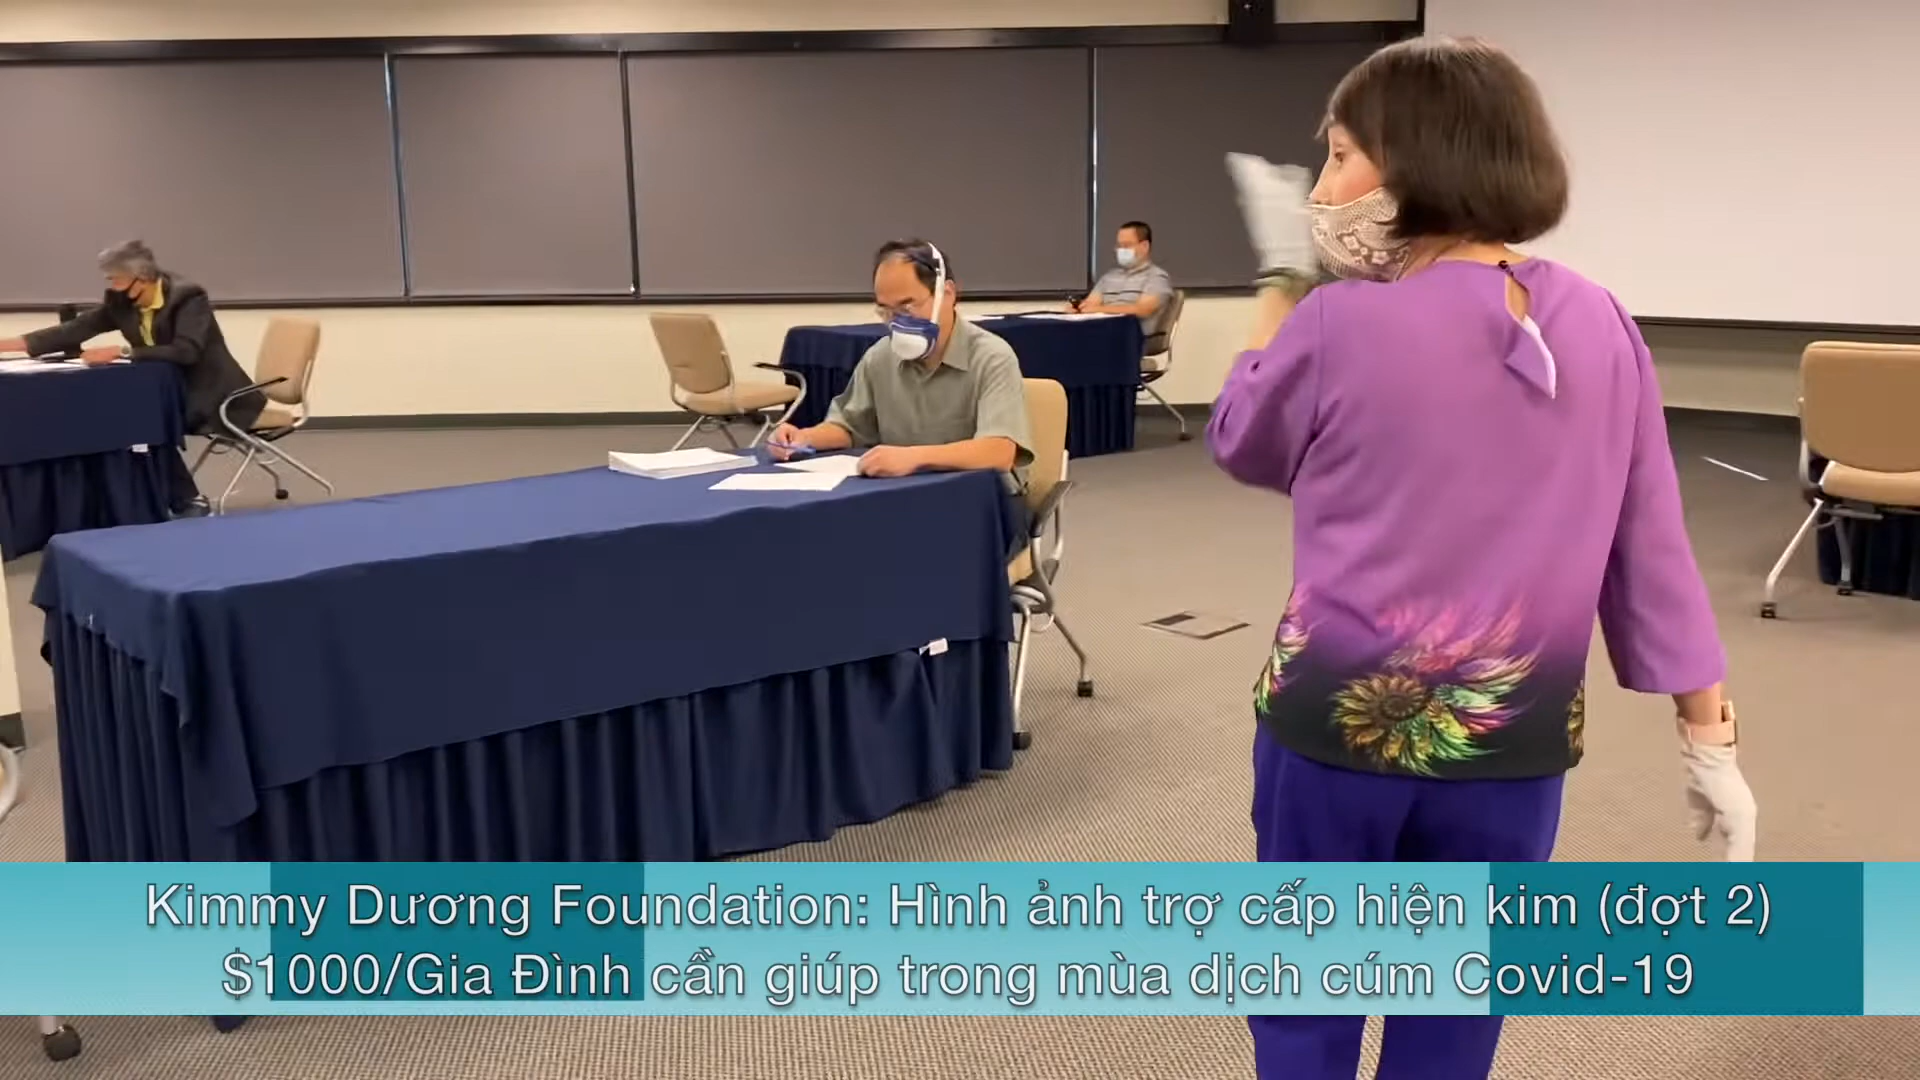 Kimmy Dương Foundation: Hình ảnh trợ cấp hiện kim (đợt 2)
$1000/Gia Đình cần giúp trong mùa dịch cúm Covid-19